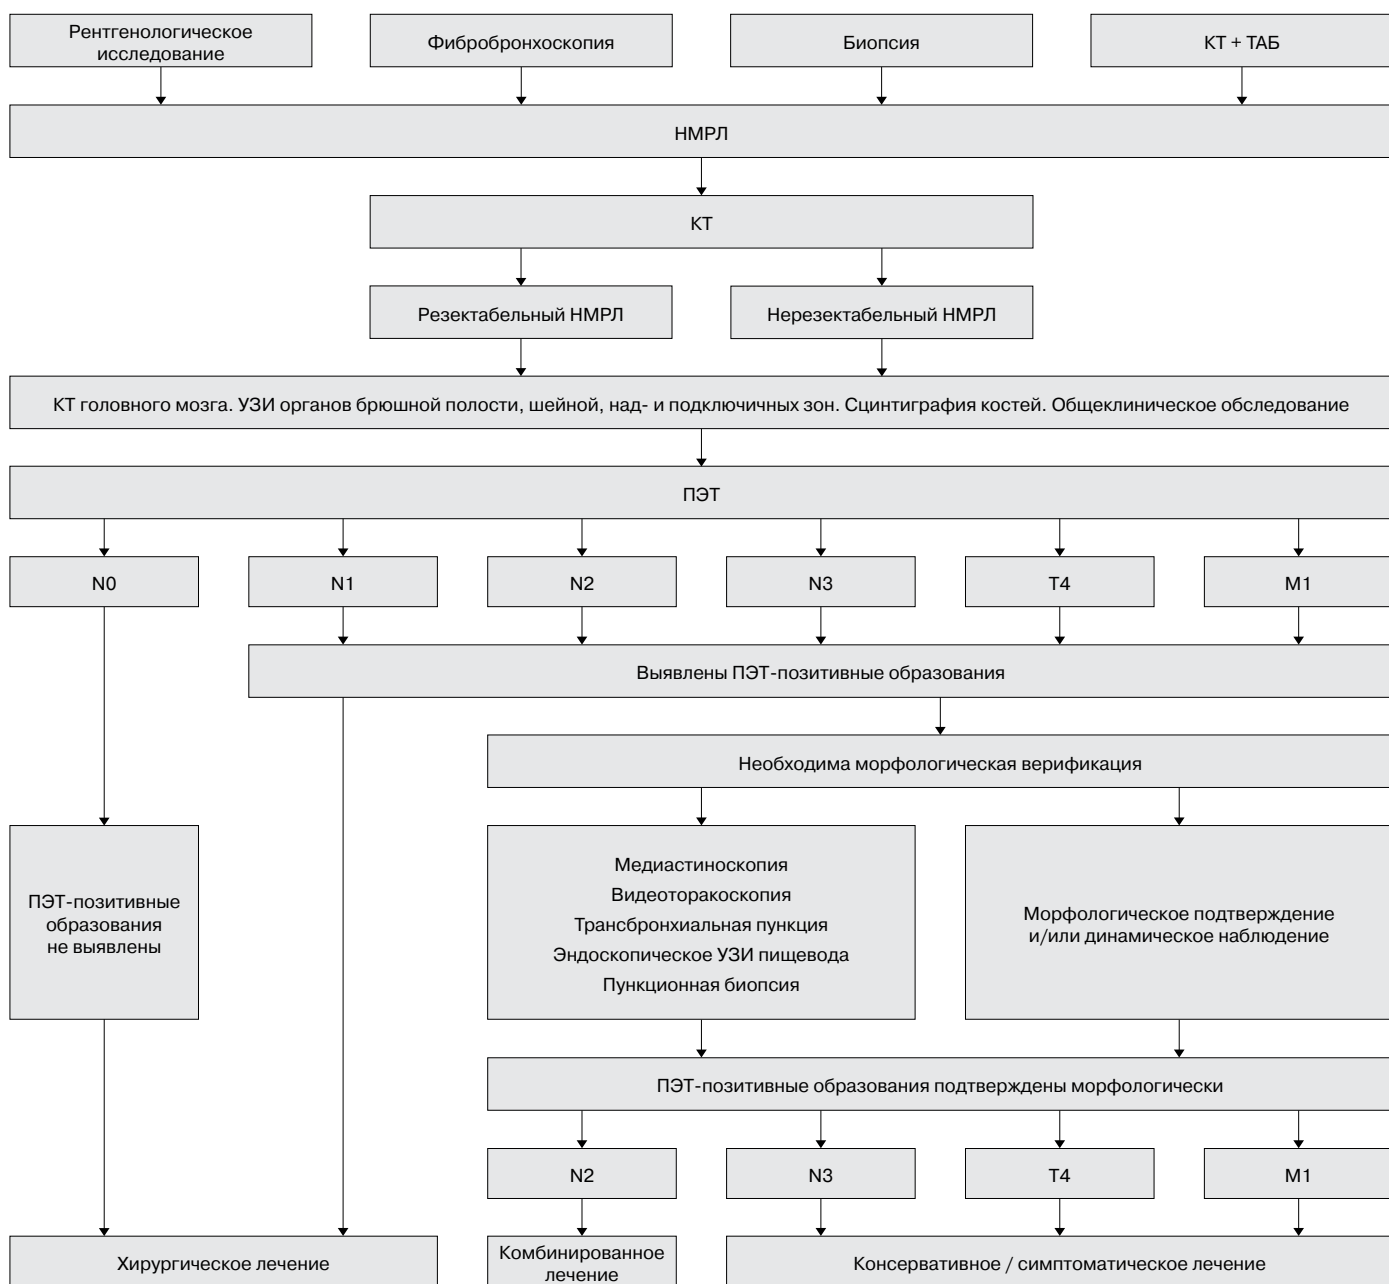 Рентгенологическое
исследование
Фибробронхоскопия
Биопсия
КТ + ТАБ
НМРЛ
КТ
Резектабельный НМРЛ
Нерезектабельный НМРЛ
КТ головного мозга. УЗИ органов брюшной полости, шейной, над- и подключичных зон. Сцинтиграфия костей. Общеклиническое обследование
ПЭТ
N0
N1
N2
N3
T4
M1
Выявлены ПЭТ-позитивные образования
Необходима морфологическая верификация
ПЭТ-позитивные
образования
не выявлены
Медиастиноскопия
Видеоторакоскопия
Трансбронхиальная пункция
Эндоскопическое УЗИ пищевода
Пункционная биопсия
Морфологическое подтверждение
и/или динамическое наблюдение
ПЭТ-позитивные образования подтверждены морфологически
N2
N3
T4
M1
Хирургическое лечение
Комбинированное
лечение
Консервативное / симптоматическое лечение